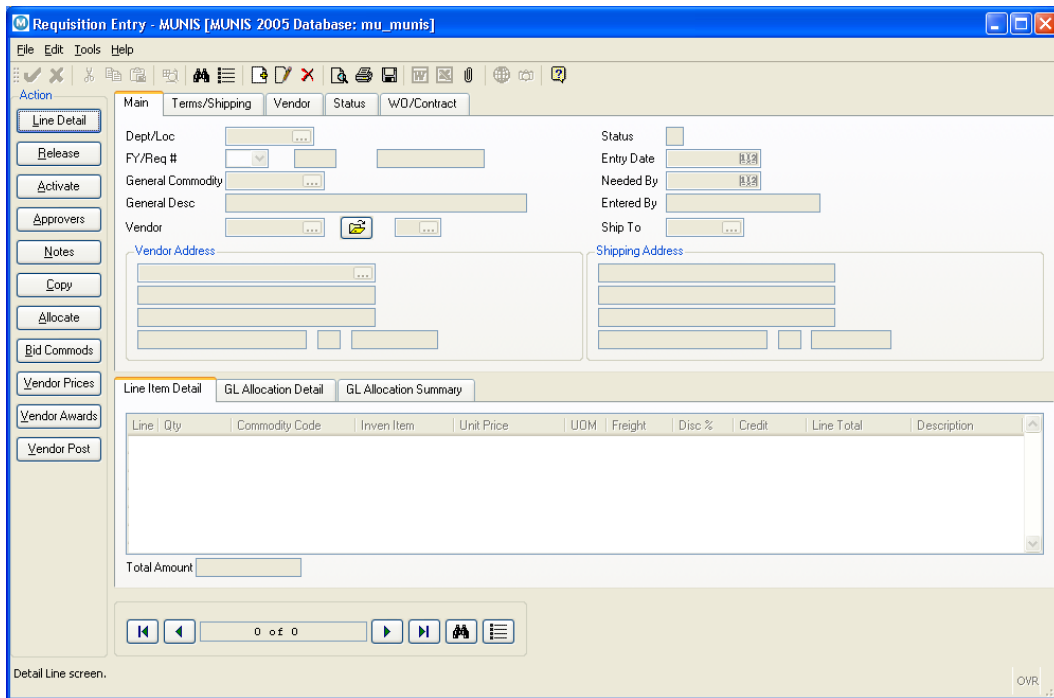 Requisition Entry - MUNIS [MUNIS 2005 Database: mu_munis]
File Edit Tools Help
Action
Line Detail
Release
Activate
Approvers
Notes
Copy
Allocate
Bid Commods
Vendor Prices
Vendor Awards
Vendor Post
Main Terms/Shipping Vendor Status WO/Contract
Dept/Loc ... Status
FY/Req # Entry Date
General Commodity ... Needed By
General Desc Entered By
Vendor ... ... Ship To ...
Vendor Address Shipping Address
...
Line Item Detail GL Allocation Detail GL Allocation Summary
Line Qty Commodity Code Inven Item Unit Price UOM Freight Disc % Credit Line Total Description
Total Amount
0 of 0
Detail Line screen. OVR